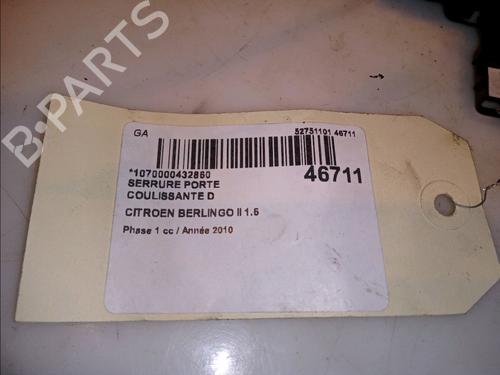 B-PARTS
GA
52751101 46711
*1070000432860
46711
SERRURE PORTE
COULISSANTE D
CITROEN BERLINGO II 1.6
Phase 1 cc / Année 2010